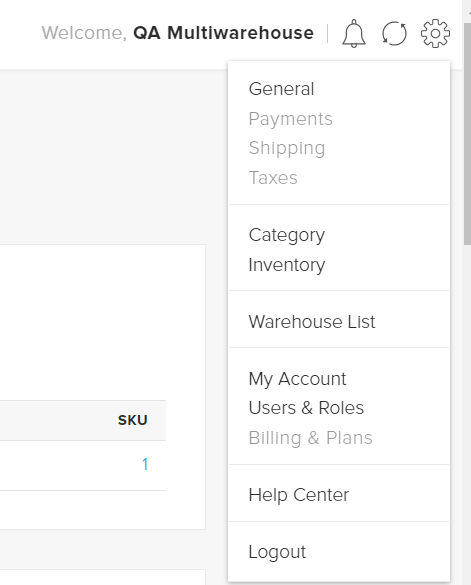 Welcome, QA Multiwarehouse
General
Payments
Shipping
Taxes
Category
Inventory
Warehouse List
My Account
Users & Roles
Billing & Plans
Help Center
Logout
SKU
1